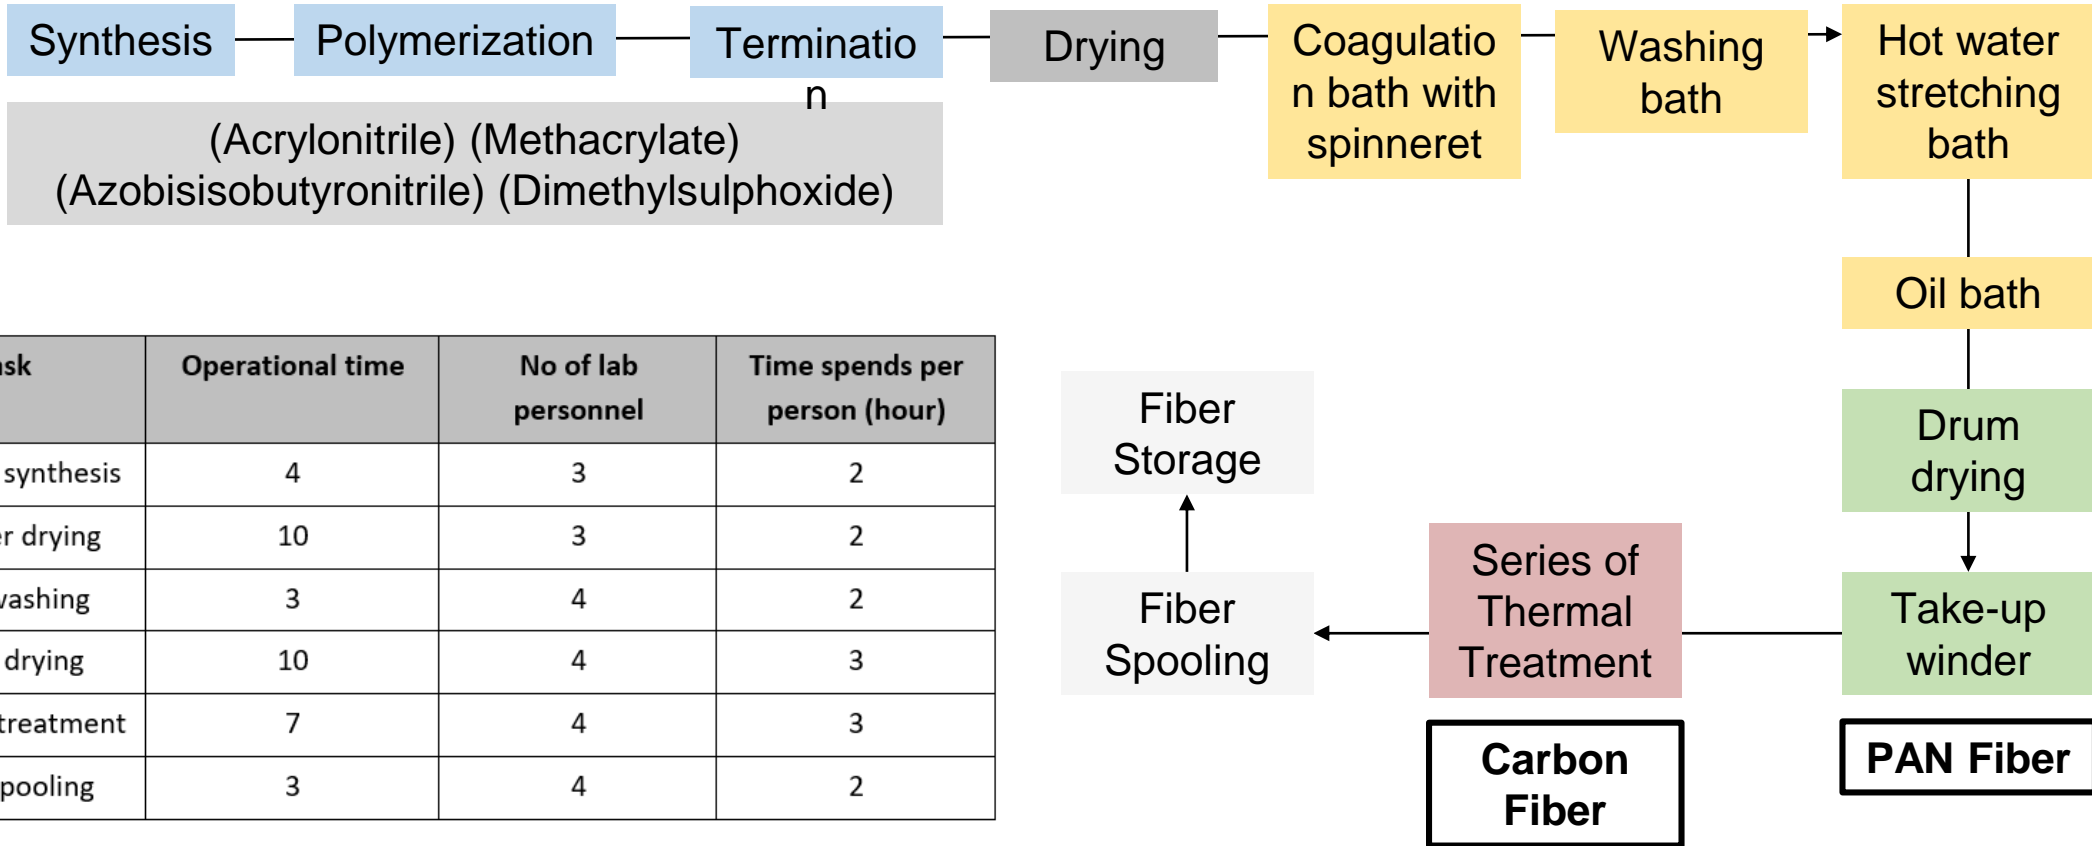 Synthesis
Polymerization
Terminatio
n
Drying
Coagulatio
n bath with
spinneret
Washing
bath
Hot water
stretching
bath
(Acrylonitrile) (Methacrylate)
(Azobisisobutyronitrile) (Dimethylsulphoxide)
Oil bath
Drum
drying
Take-up
winder
PAN Fiber
Series of
Thermal
Treatment
Carbon
Fiber
Fiber
Spooling
Fiber
Storage
sk Operational time No of lab Time spends per
personnel person (hour)
synthesis 4 3 2
r drying 10 3 2
ashing 3 4 2
drying 10 4 3
treatment 7 4 3
pooling 3 4 2